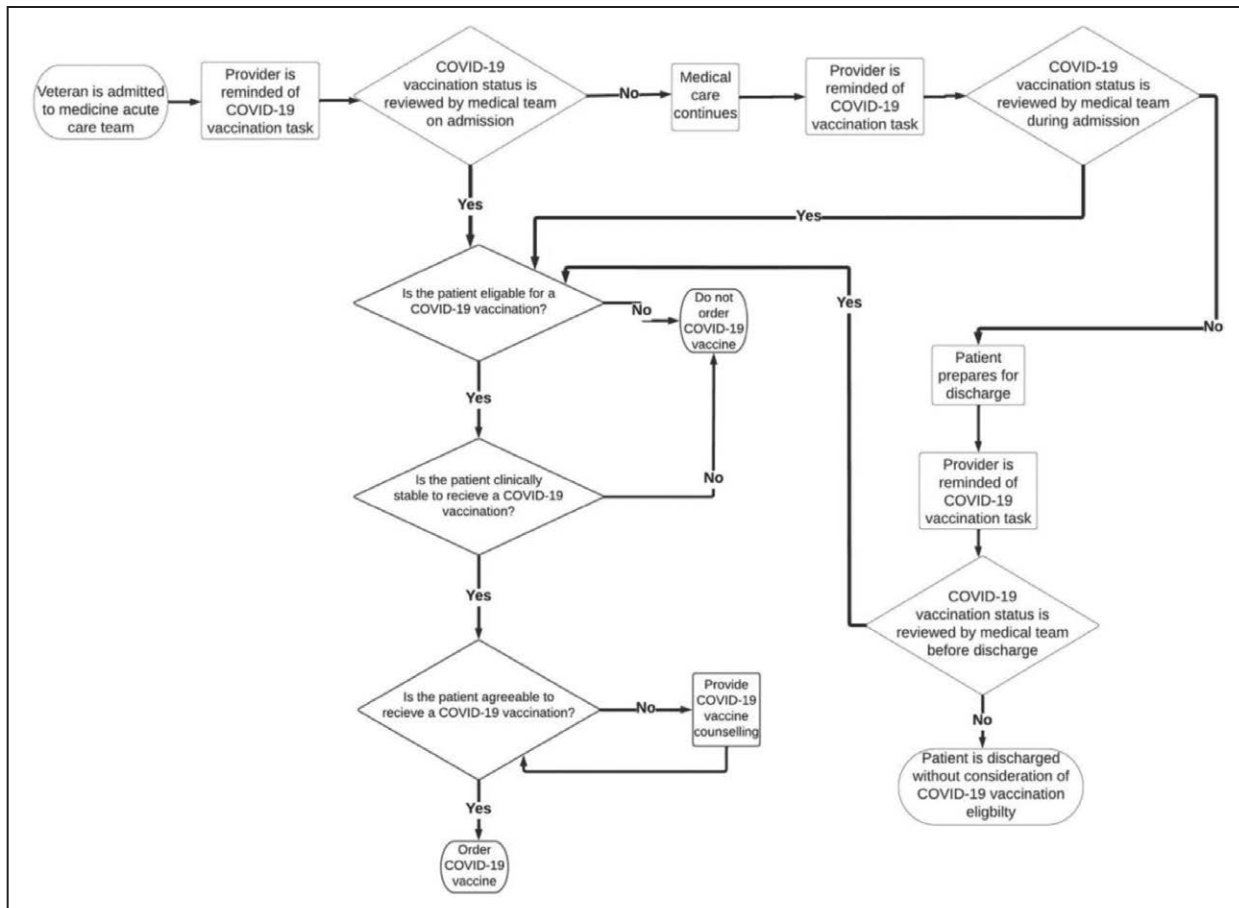 Veteran is admitted
to medicine acute
care team
Provider is
reminded of
COVID-19
vaccination task
COVID-19
vaccination status is
reviewed by medical team
on admission
No
Medical
care
continues
Provider is
reminded of
COVID-19
vaccination task
COVID-19
vaccination status is
reviewed by medical team
during admission
Yes
Yes
Is the patient eligible for a
COVID-19 vaccination?
No
Do not
order
COVID-19
vaccine
Yes
No
Patient
prepares for
discharge
Yes
Is the patient clinically
stable to recieve a COVID-19
vaccination?
No
Provider is
reminded of
COVID-19
vaccination task
Yes
COVID-19
vaccination status is
reviewed by medical team
before discharge
Is the patient agreeable to
recieve a COVID-19 vaccination?
No
Provide
COVID-19
vaccine
counselling
No
Patient is discharged
without consideration of
COVID-19 vaccination
eligbilty
Yes
Order
COVID-19
vaccine